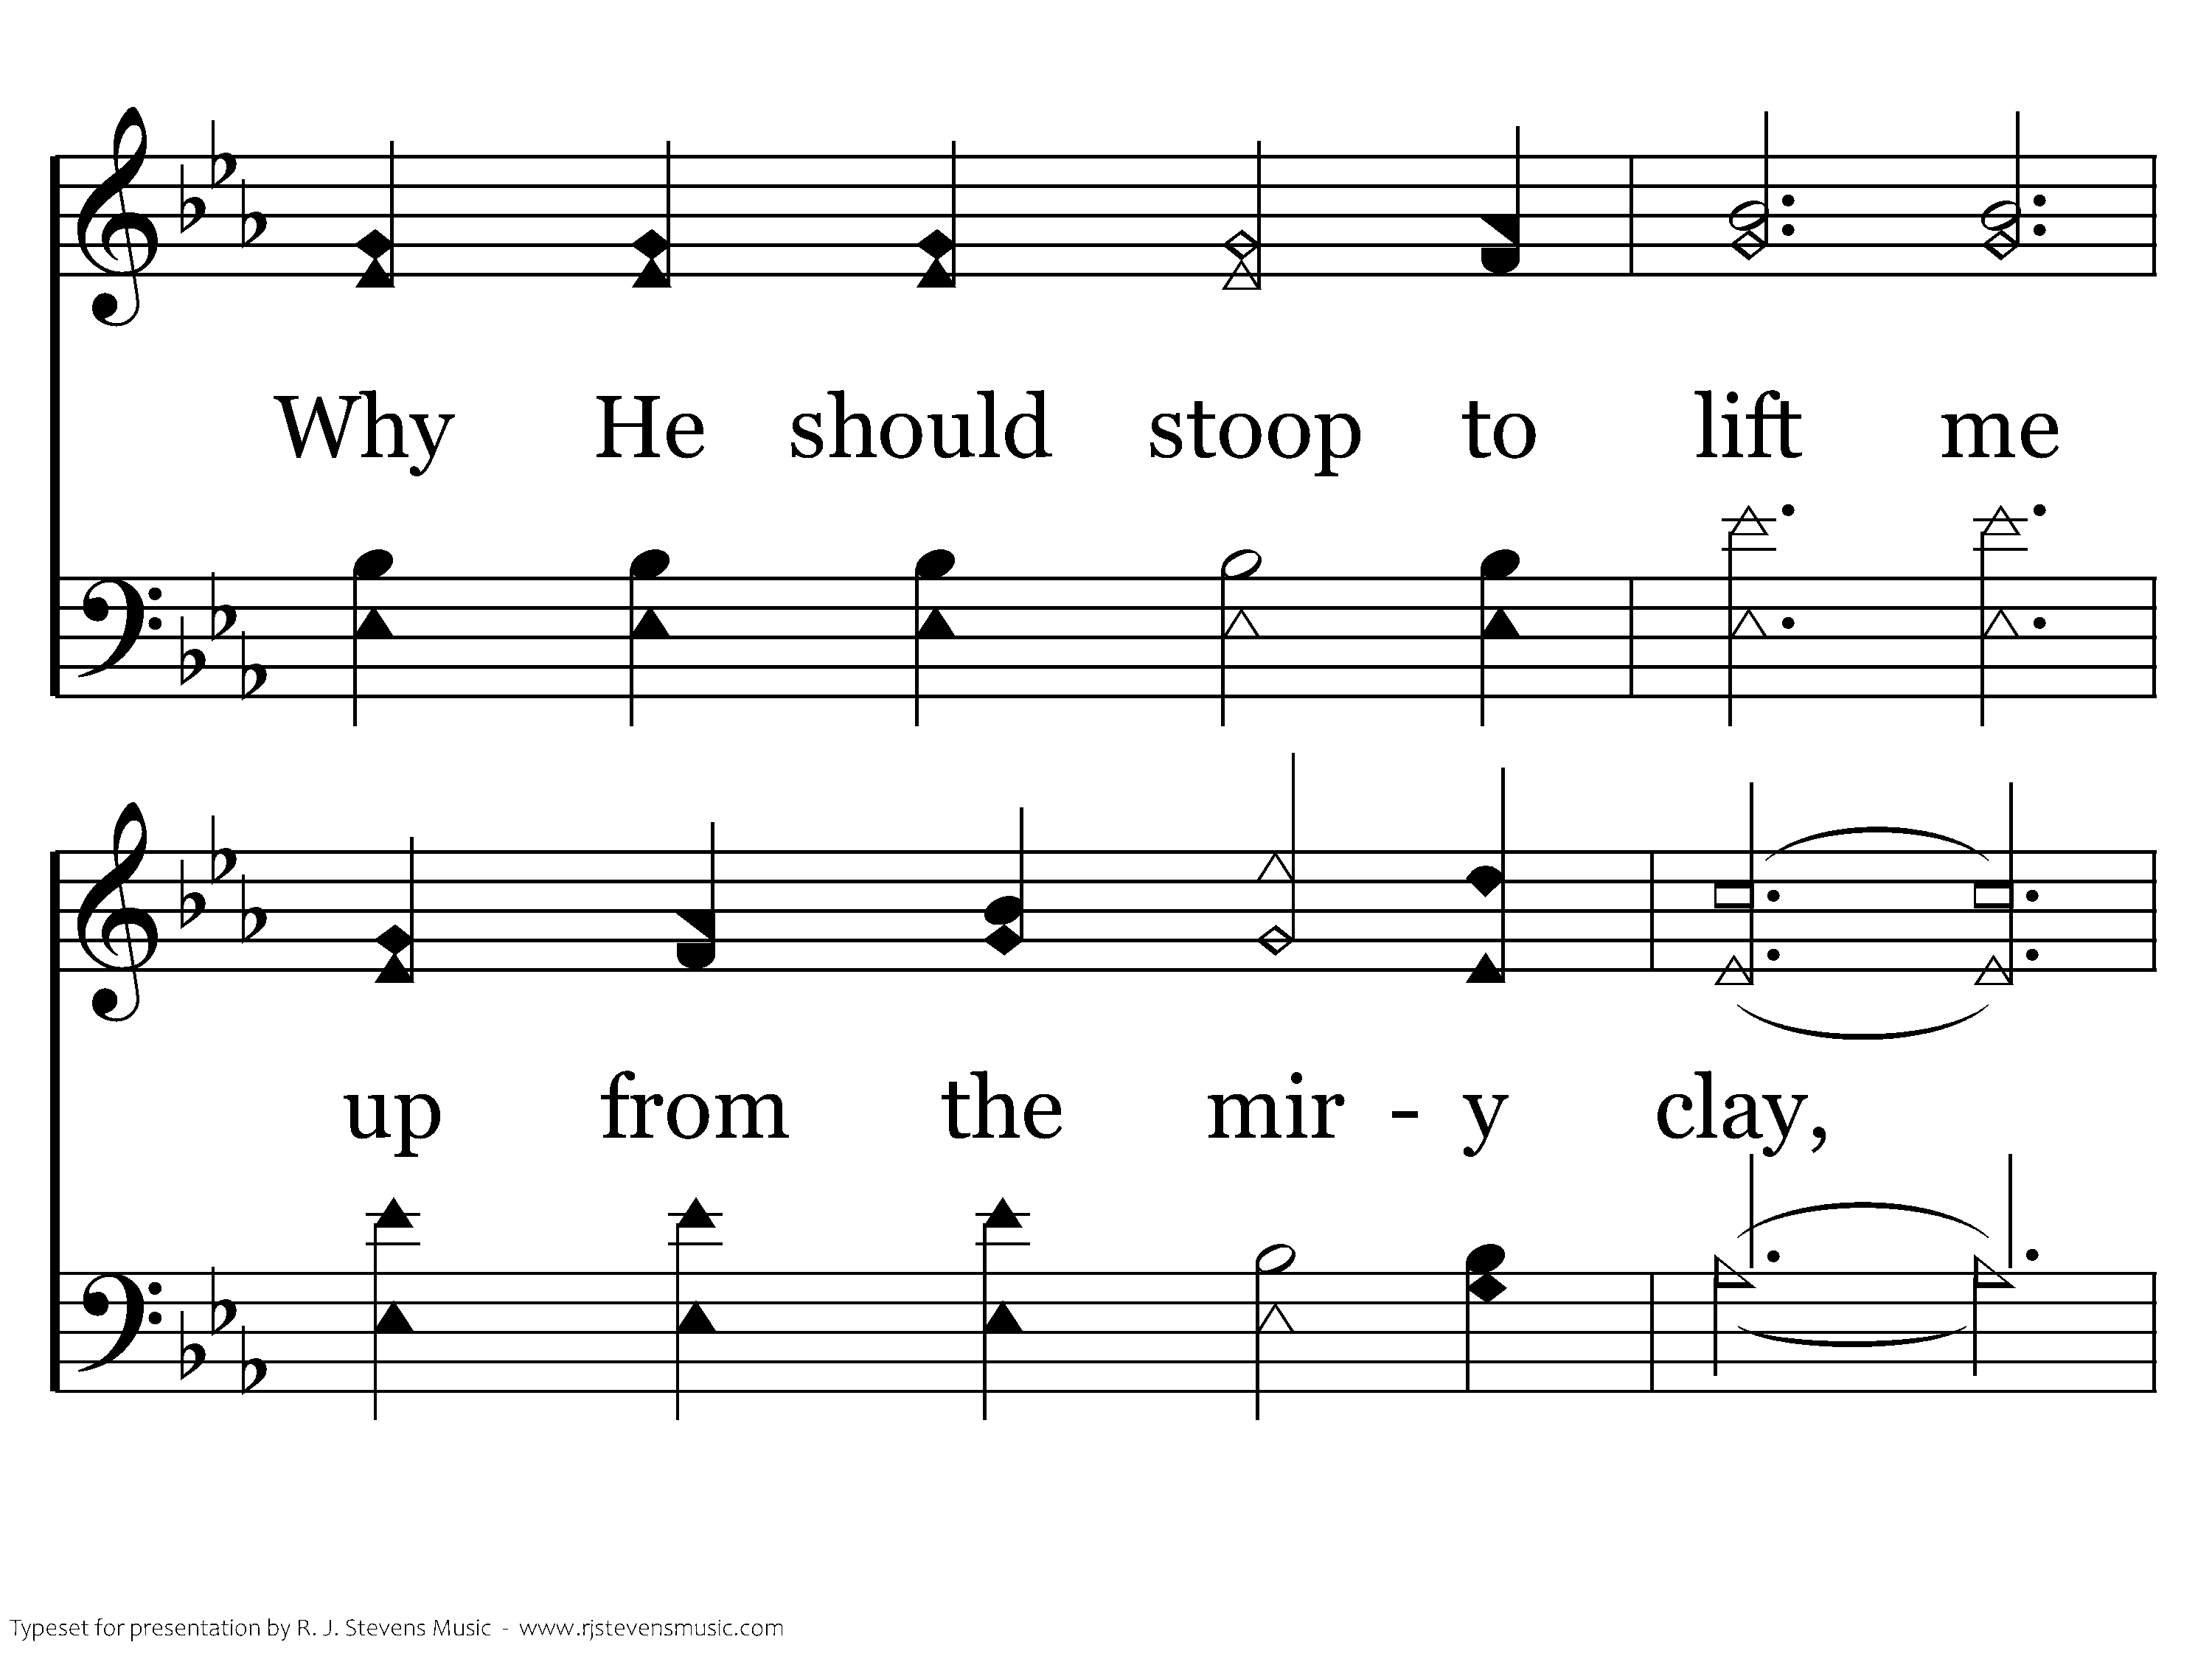 Why He should stoop to lift me
up from the mir - y clay,
Typeset for presentation by R. J. Stevens Music - www.rjstevensmusic.com